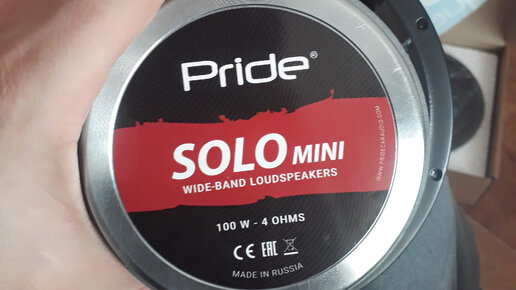 Pride®
SOLO MINI
WIDE-BAND LOUDSPEAKERS
WWW.PRIDECARAUDIO.COM
100 W - 4 OHMS
CE EAC
MADE IN RUSSIA